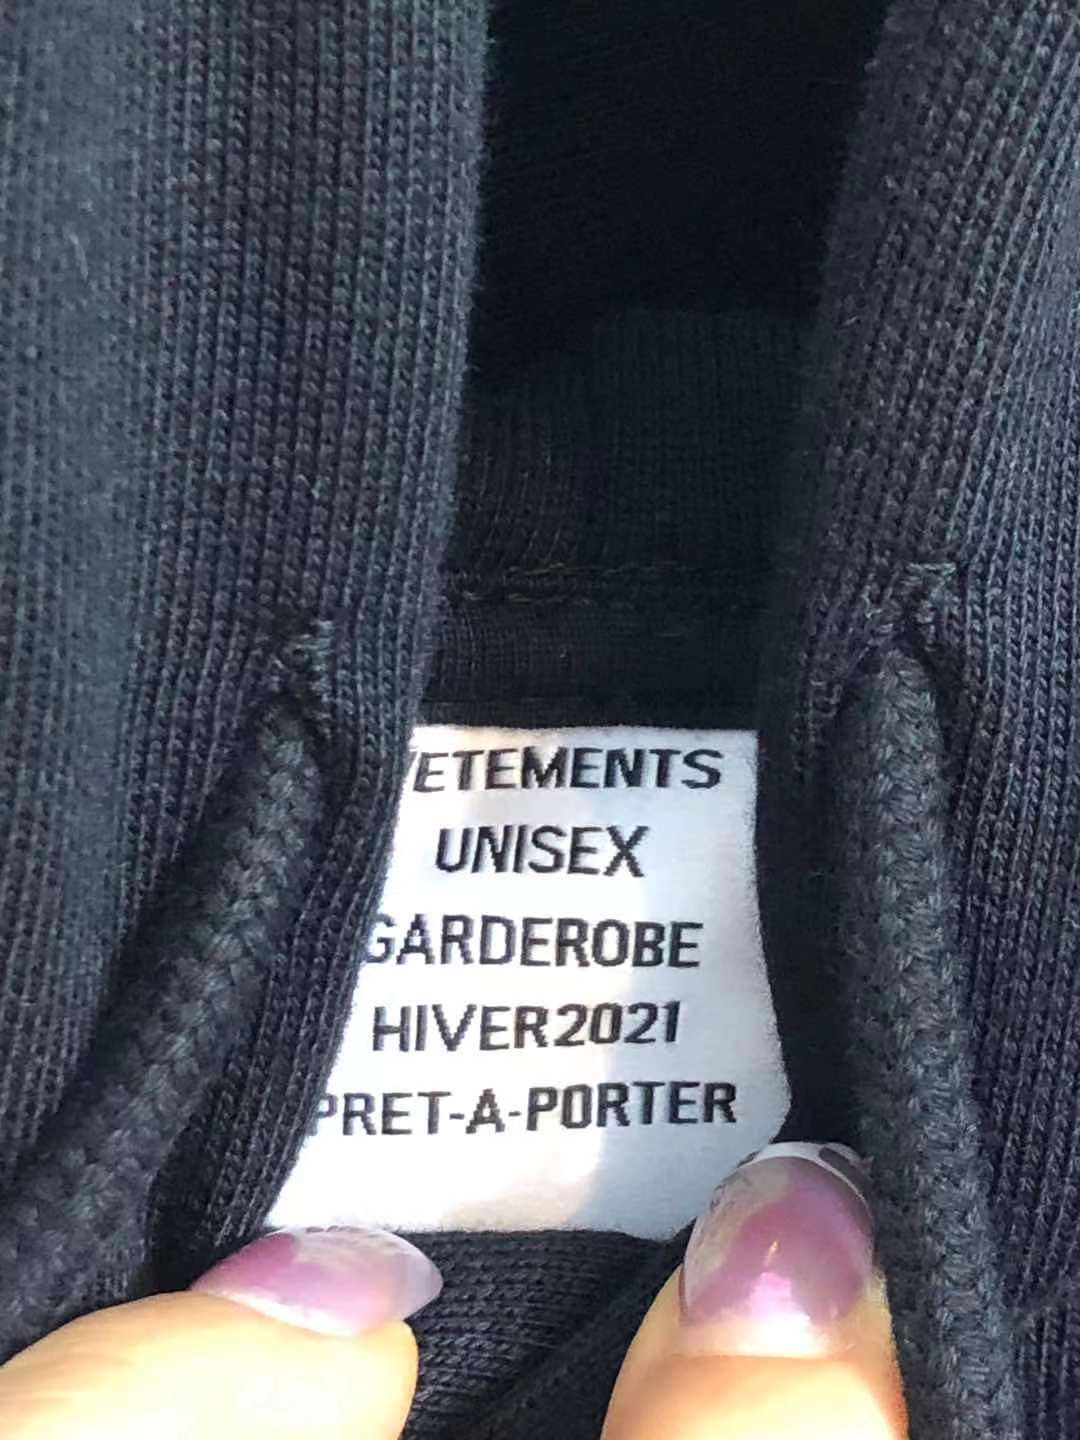 VETEMENTS
UNISEX
GARDEROBE
HIVER2021
PRET-A-PORTER